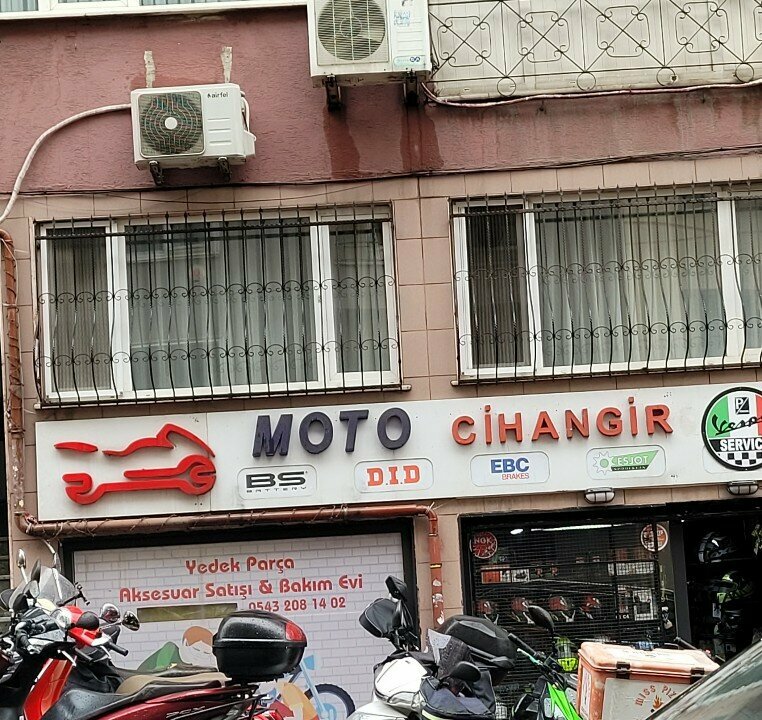 airfel
MOTO CİHANGİR
BS BATTERY
D.I.D
EBC BRAKES
Vespa SERVICE
Yedek Parça
Aksesuar Satışı & Bakım Evi
0543 208 14 02
NGK